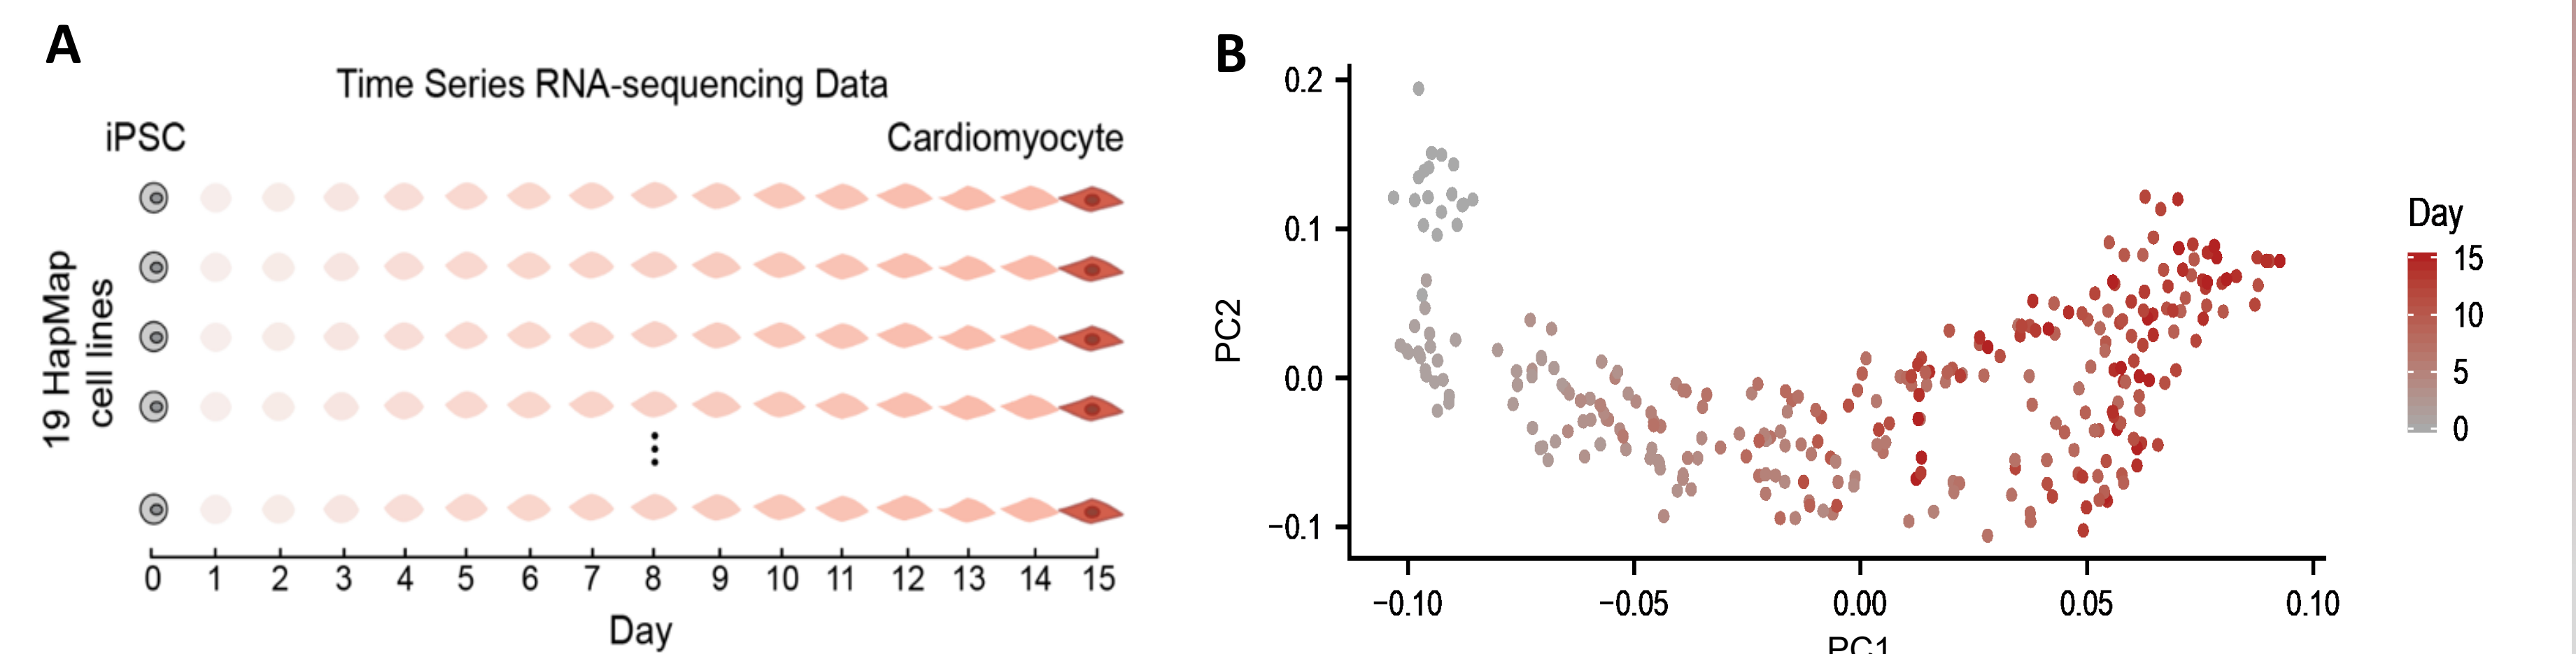 A
Time Series RNA-sequencing Data
iPSC
Cardiomyocyte
19 HapMap
cell lines
0 1 2 3 4 5 6 7 8 9 10 11 12 13 14 15
Day
B
0.2
0.1
0.0
−0.1
PC2
−0.10 −0.05 0.00 0.05 0.10
PC1
Day
15
10
5
0